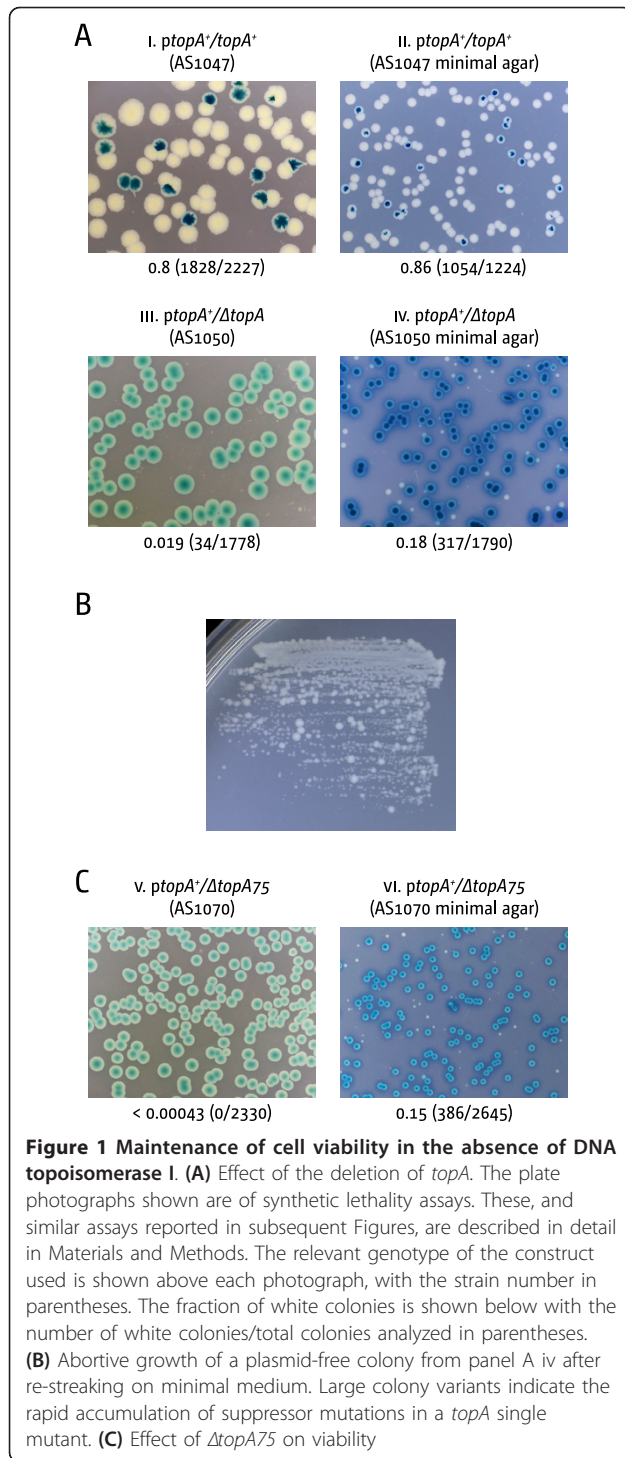 A
I. ptopA⁺/topA⁺
(AS1047)
II. ptopA⁺/topA⁺
(AS1047 minimal agar)
0.8 (1828/2227)
0.86 (1054/1224)
III. ptopA⁺/ΔtopA
(AS1050)
IV. ptopA⁺/ΔtopA
(AS1050 minimal agar)
0.019 (34/1778)
0.18 (317/1790)
B
C
V. ptopA⁺/ΔtopA75
(AS1070)
VI. ptopA⁺/ΔtopA75
(AS1070 minimal agar)
< 0.00043 (0/2330)
0.15 (386/2645)
Figure 1 Maintenance of cell viability in the absence of DNA
topoisomerase I. (A) Effect of the deletion of topA. The plate
photographs shown are of synthetic lethality assays. These, and
similar assays reported in subsequent Figures, are described in detail
in Materials and Methods. The relevant genotype of the construct
used is shown above each photograph, with the strain number in
parentheses. The fraction of white colonies is shown below with the
number of white colonies/total colonies analyzed in parentheses.
(B) Abortive growth of a plasmid-free colony from panel A iv after
re-streaking on minimal medium. Large colony variants indicate the
rapid accumulation of suppressor mutations in a topA single
mutant. (C) Effect of ΔtopA75 on viability